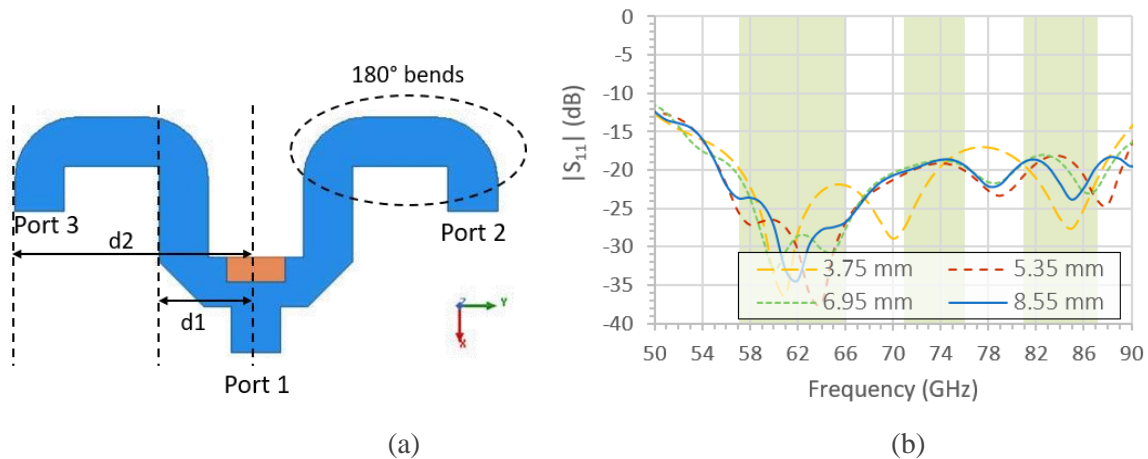 180° bends
Port 3
d2
Port 2
d1
Z
Y
X
Port 1
(a)
|S11| (dB)
0
-5
-10
-15
-20
-25
-30
-35
-40
3.75 mm
5.35 mm
6.95 mm
8.55 mm
50 54 58 62 66 70 74 78 82 86 90
Frequency (GHz)
(b)